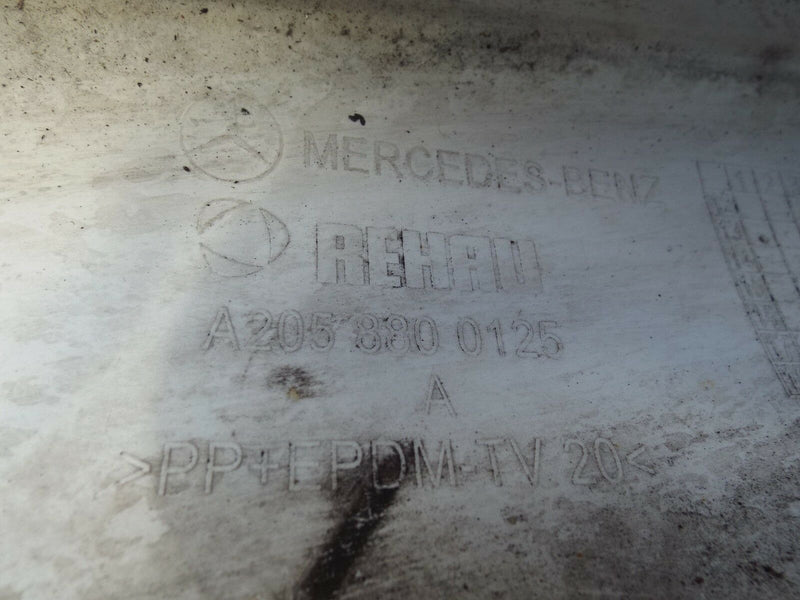 MERCEDES-BENZ
REHAU
A205 880 0125
A
>PP+EPDM-TV 20<